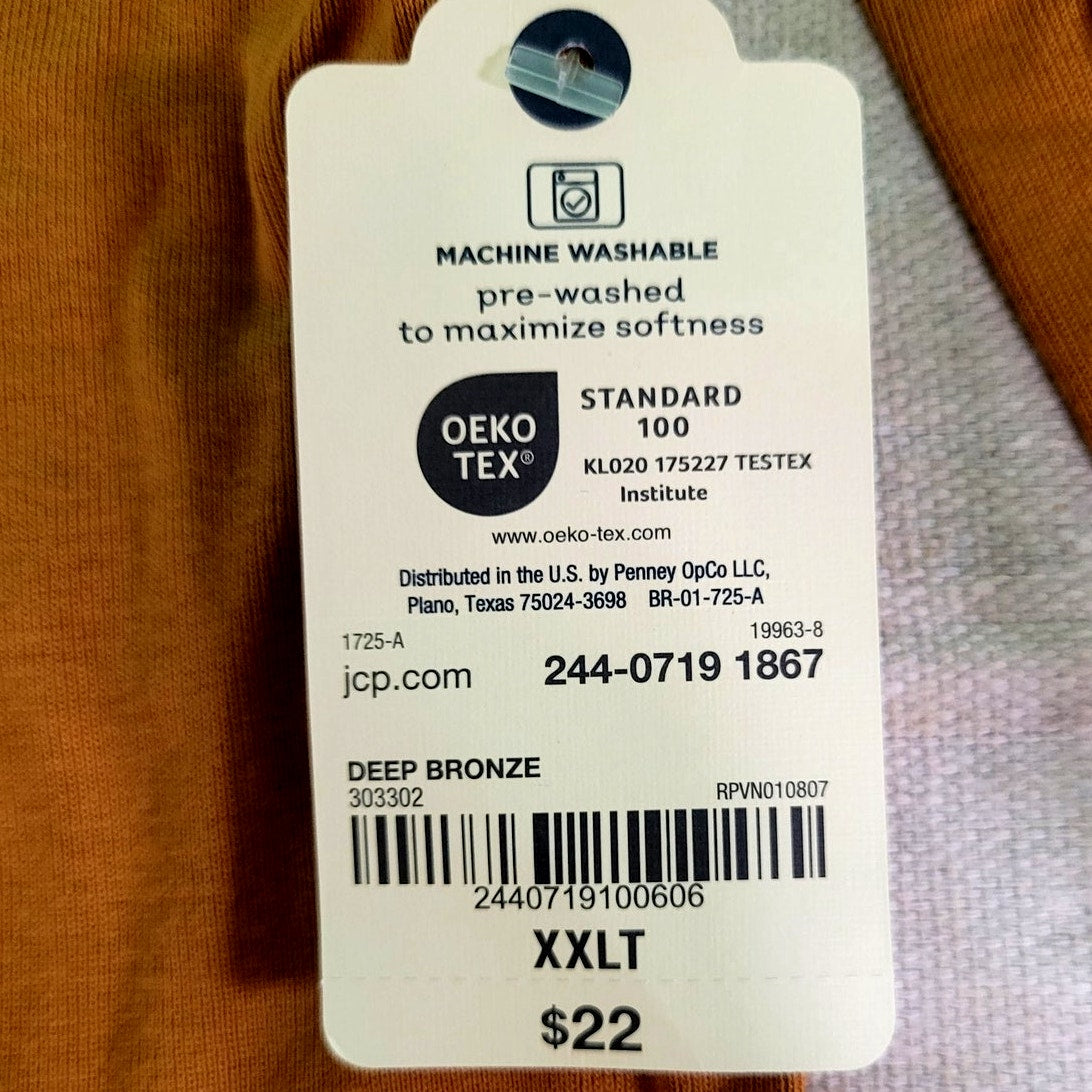 MACHINE WASHABLE
pre-washed
to maximize softness
OEKO
TEX®
STANDARD
100
KL020 175227 TESTEX
Institute
www.oeko-tex.com
Distributed in the U.S. by Penney OpCo LLC,
Plano, Texas 75024-3698 BR-01-725-A
1725-A 19963-8
jcp.com 244-0719 1867
DEEP BRONZE
303302 RPVN010807
2440719100606
XXLT
$22